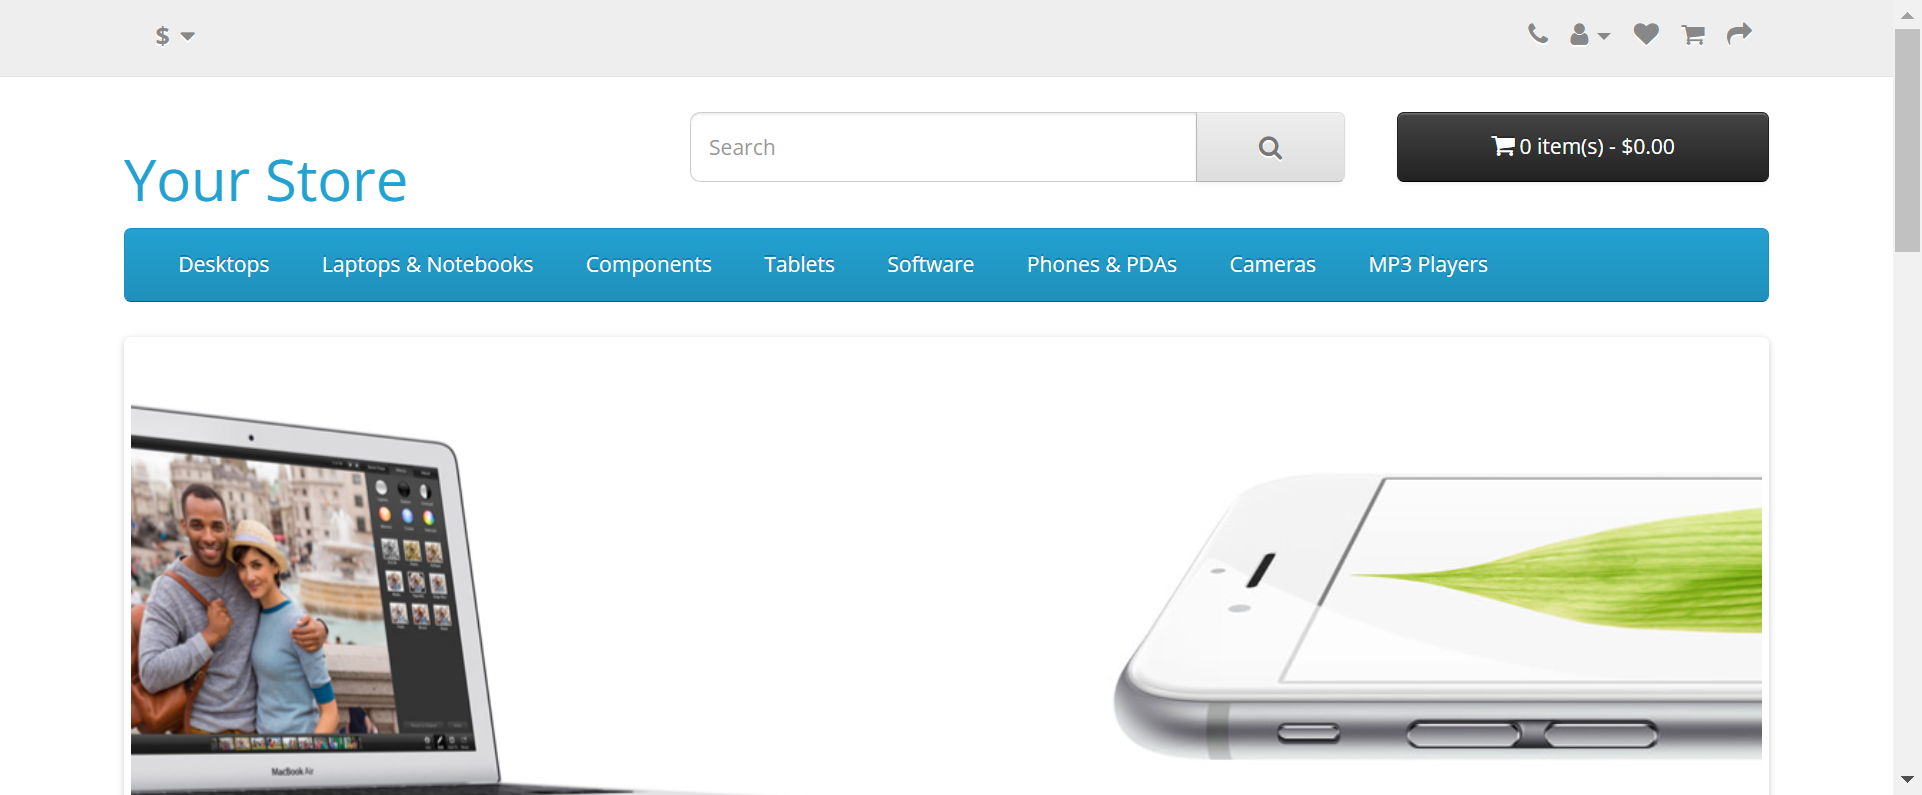 $
Search
0 item(s) - $0.00
Your Store
Desktops
Laptops & Notebooks
Components
Tablets
Software
Phones & PDAs
Cameras
MP3 Players
MacBook Air